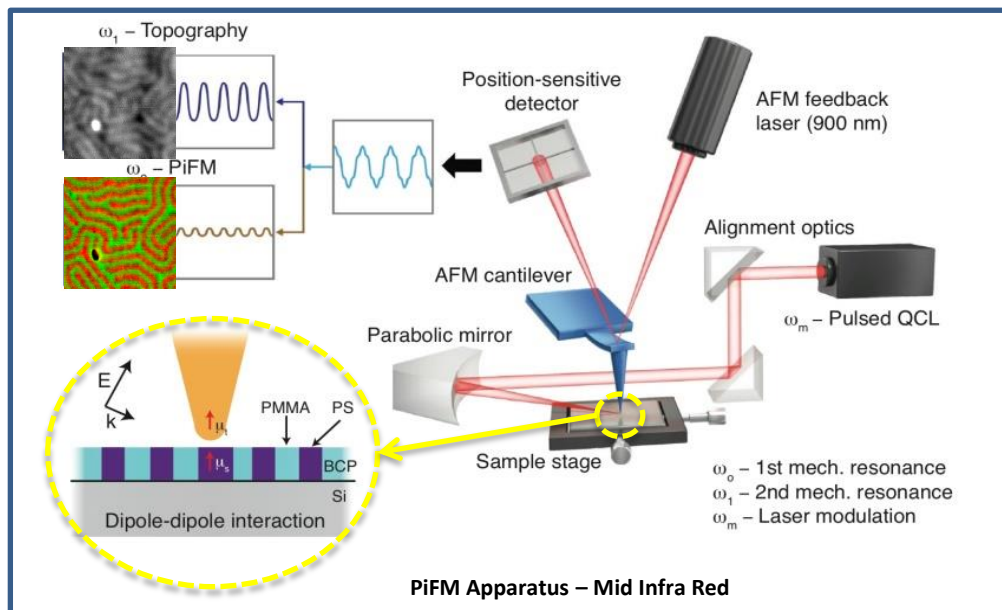 ω₁ – Topography
ω₀ – PiFM
Position-sensitive
detector
AFM feedback
laser (900 nm)
Alignment optics
AFM cantilever
ωₘ – Pulsed QCL
Parabolic mirror
E
k
PMMA
PS
μₜ
μₛ
BCP
Si
Dipole-dipole interaction
Sample stage
ω₀ – 1st mech. resonance
ω₁ – 2nd mech. resonance
ωₘ – Laser modulation
PiFM Apparatus – Mid Infra Red